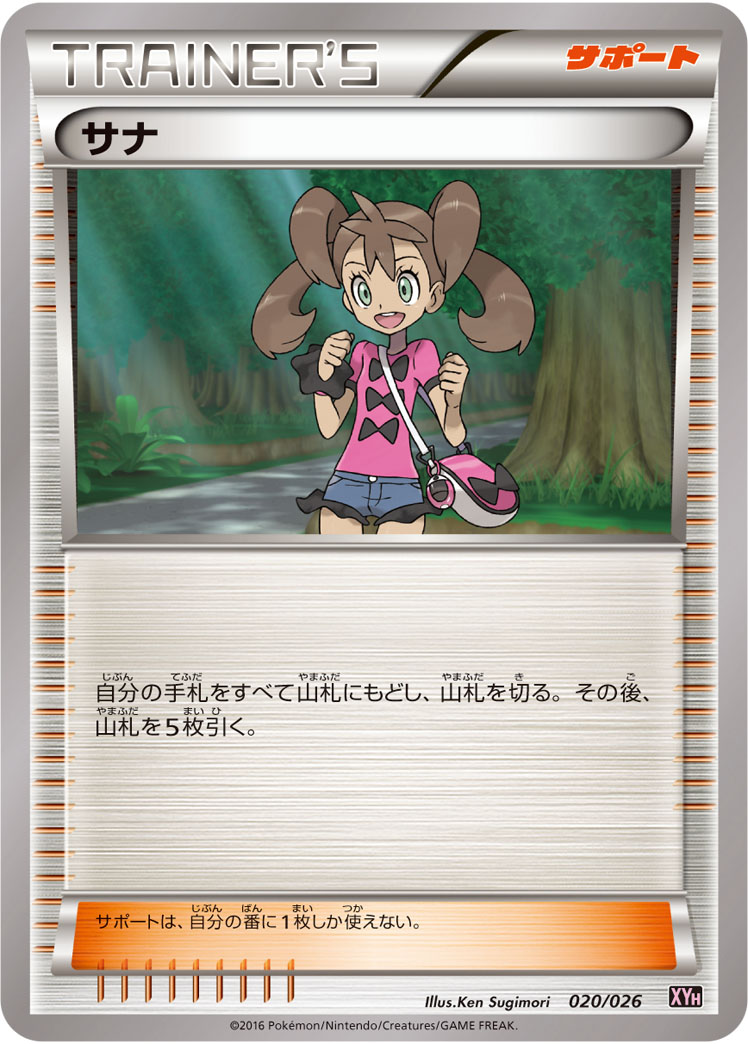 TRAINER'S
サポート
サナ
自分の手札をすべて山札にもどし、山札を切る。その後、
山札を5枚引く。
サポートは、自分の番に1枚しか使えない。
Illus.Ken Sugimori 020/026 XYH
©2016 Pokémon/Nintendo/Creatures/GAME FREAK.